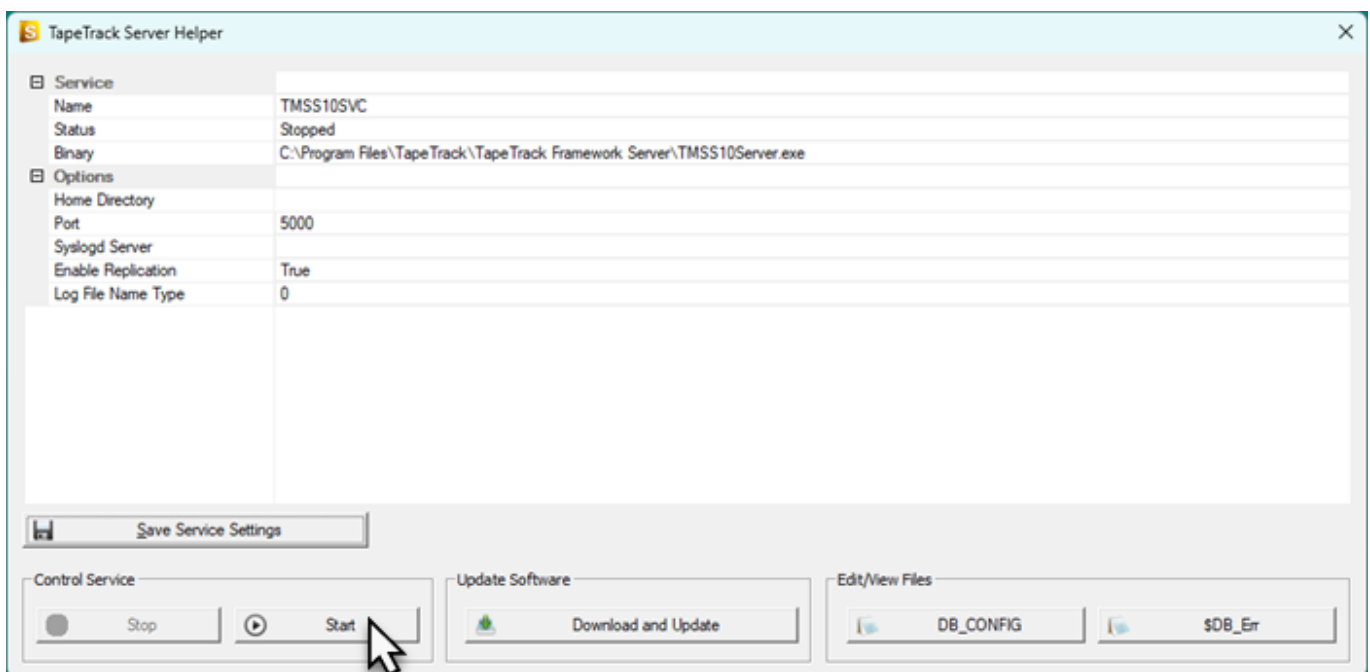 S TapeTrack Server Helper
Service
Name TMSS10SVC
Status Stopped
Binary C:\Program Files\TapeTrack\TapeTrack Framework Server\TMSS10Server.exe
Options
Home Directory
Port 5000
Syslogd Server
Enable Replication True
Log File Name Type 0
Save Service Settings
Control Service Update Software Edit/View Files
Stop Start Download and Update DB_CONFIG $DB_Err